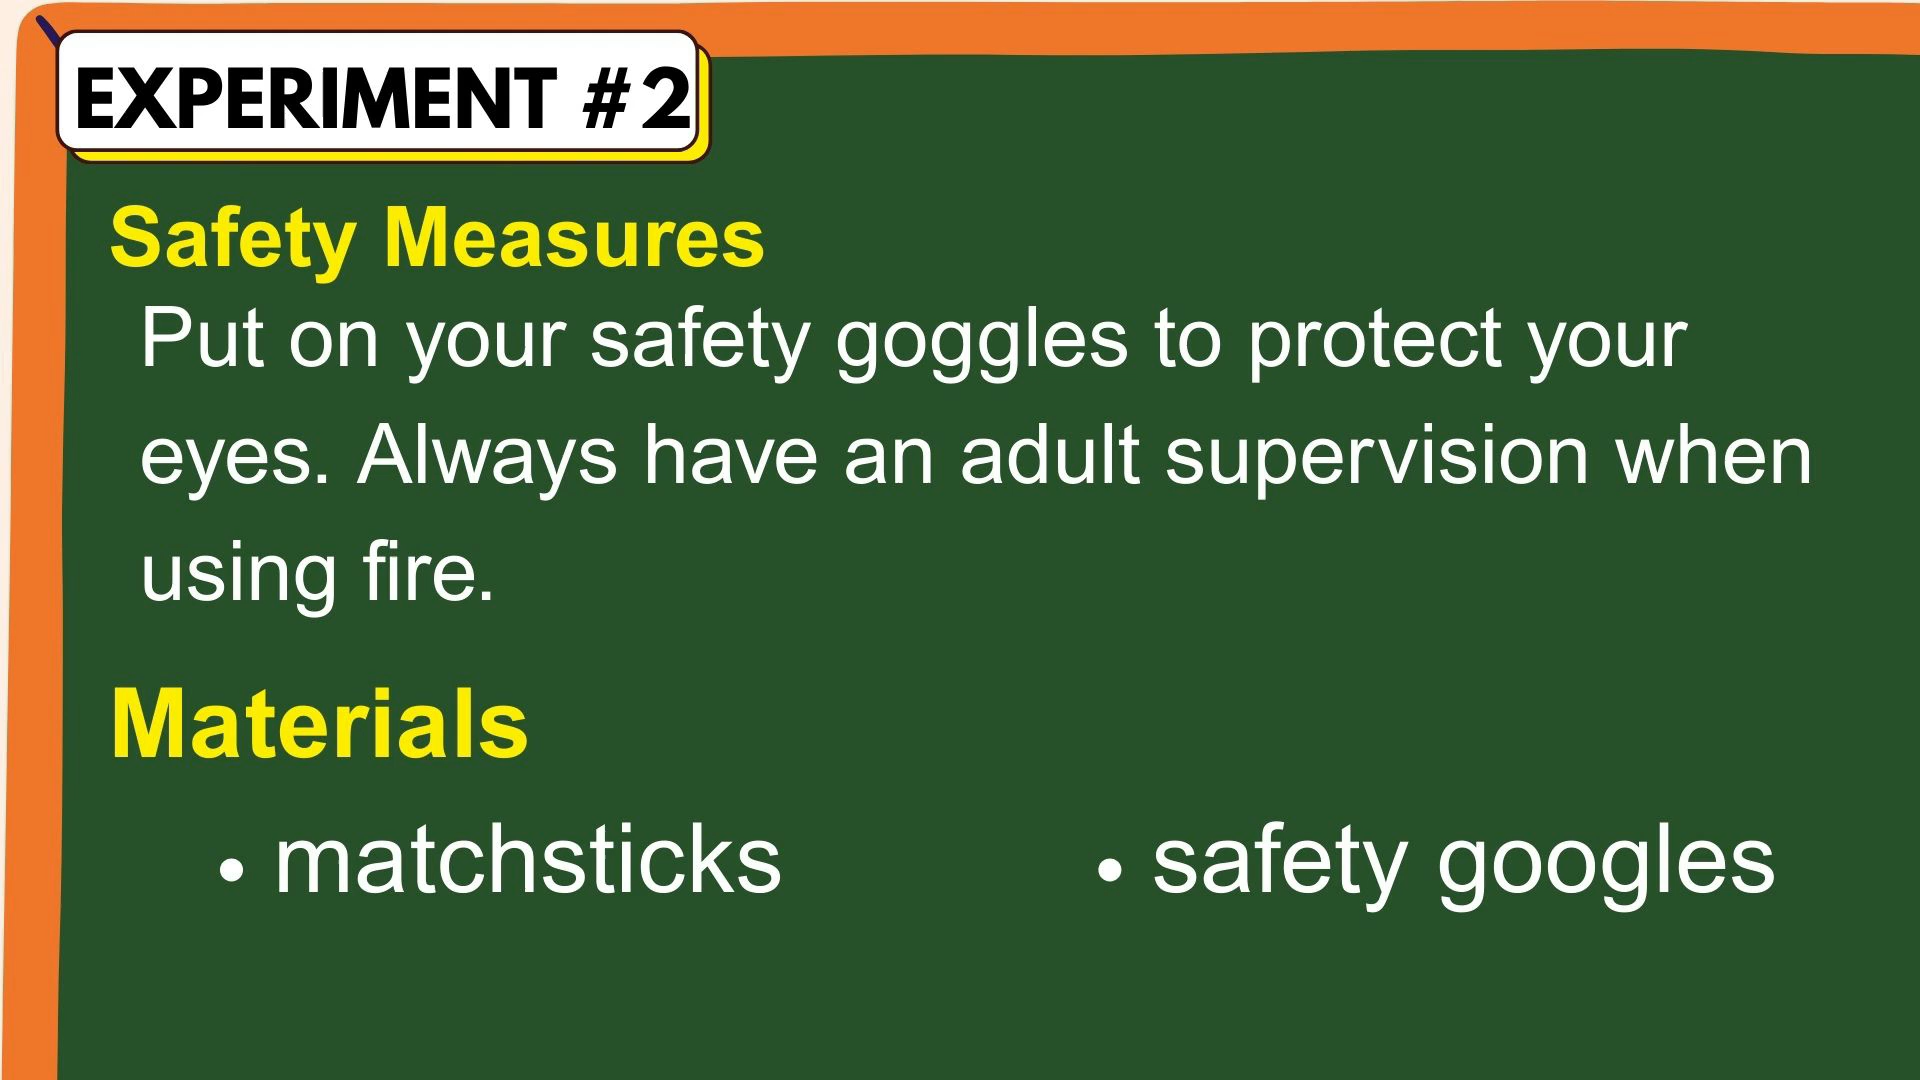 EXPERIMENT #2
Safety Measures
Put on your safety goggles to protect your
eyes. Always have an adult supervision when
using fire.
Materials
• matchsticks
• safety googles